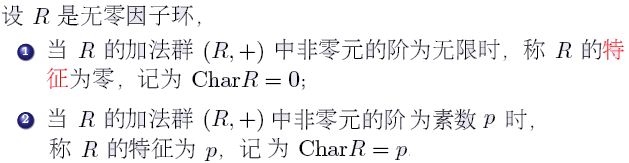 设 R 是无零因子环，
1 当 R 的加法群 (R, +) 中非零元的阶为无限时，称 R 的特
征为零，记为 CharR = 0;
2 当 R 的加法群 (R, +) 中非零元的阶为素数 p 时，
称 R 的特征为 p，记为 CharR = p.